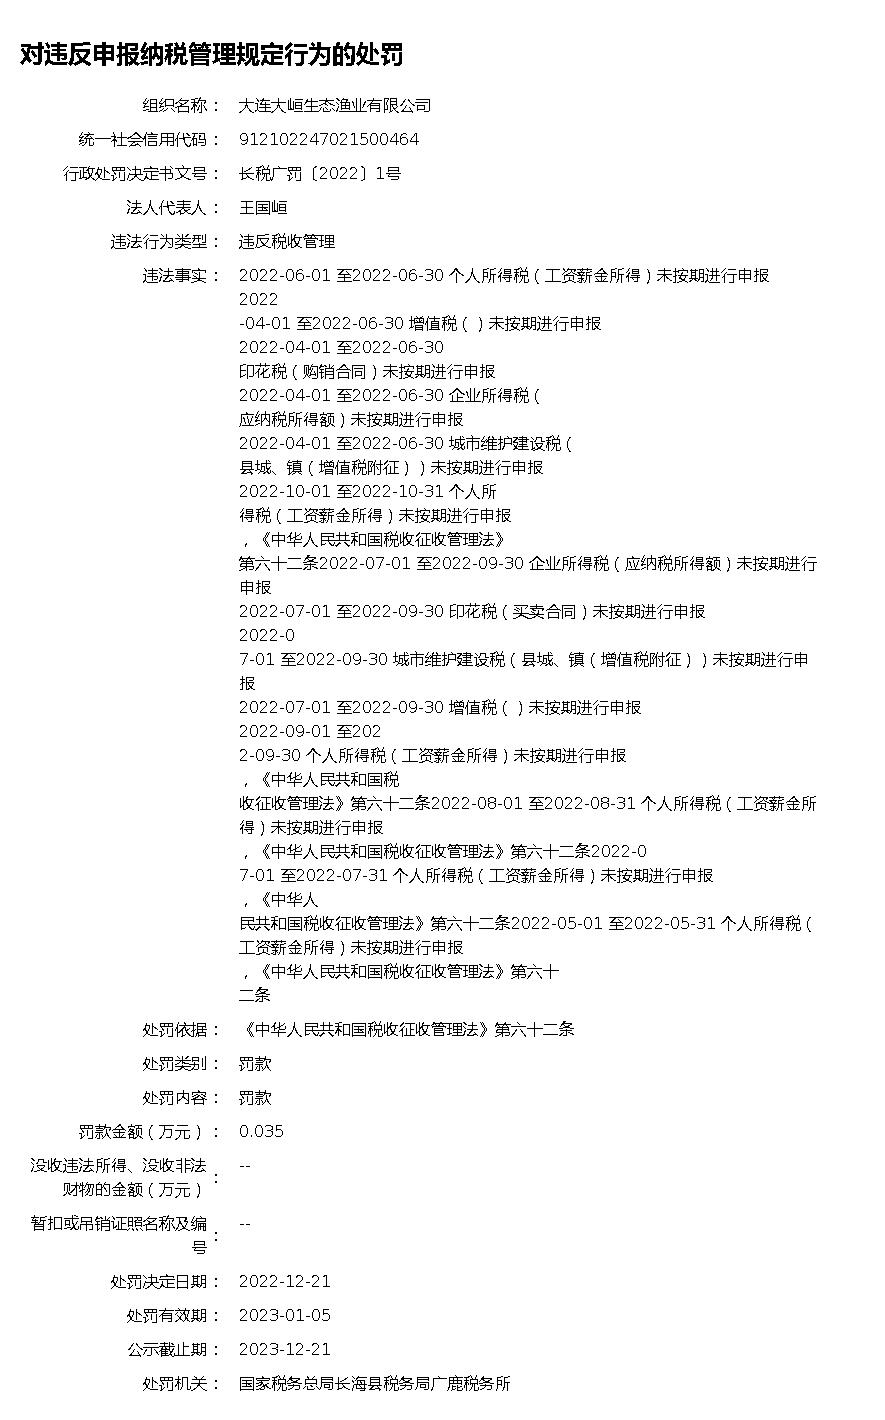 对违反申报纳税管理规定行为的处罚
组织名称： 大连大峘生态渔业有限公司
统一社会信用代码： 912102247021500464
行政处罚决定书文号： 长税广罚〔2022〕1号
法人代表人： 王国峘
违法行为类型： 违反税收管理
违法事实： 2022-06-01 至2022-06-30 个人所得税（工资薪金所得）未按期进行申报
2022
-04-01 至2022-06-30 增值税（ ）未按期进行申报
2022-04-01 至2022-06-30
印花税（购销合同）未按期进行申报
2022-04-01 至2022-06-30 企业所得税（
应纳税所得额）未按期进行申报
2022-04-01 至2022-06-30 城市维护建设税（
县城、镇（增值税附征））未按期进行申报
2022-10-01 至2022-10-31 个人所
得税（工资薪金所得）未按期进行申报
，《中华人民共和国税收征收管理法》
第六十二条2022-07-01 至2022-09-30 企业所得税（应纳税所得额）未按期进行
申报
2022-07-01 至2022-09-30 印花税（买卖合同）未按期进行申报
2022-0
7-01 至2022-09-30 城市维护建设税（县城、镇（增值税附征））未按期进行申
报
2022-07-01 至2022-09-30 增值税（ ）未按期进行申报
2022-09-01 至202
2-09-30 个人所得税（工资薪金所得）未按期进行申报
，《中华人民共和国税
收征收管理法》第六十二条2022-08-01 至2022-08-31 个人所得税（工资薪金所
得）未按期进行申报
，《中华人民共和国税收征收管理法》第六十二条2022-0
7-01 至2022-07-31 个人所得税（工资薪金所得）未按期进行申报
，《中华人
民共和国税收征收管理法》第六十二条2022-05-01 至2022-05-31 个人所得税（
工资薪金所得）未按期进行申报
，《中华人民共和国税收征收管理法》第六十
二条
处罚依据： 《中华人民共和国税收征收管理法》第六十二条
处罚类别： 罚款
处罚内容： 罚款
罚款金额（万元）： 0.035
没收违法所得、没收非法
财物的金额（万元）： --
暂扣或吊销证照名称及编
号： --
处罚决定日期： 2022-12-21
处罚有效期： 2023-01-05
公示截止期： 2023-12-21
处罚机关： 国家税务总局长海县税务局广鹿税务所